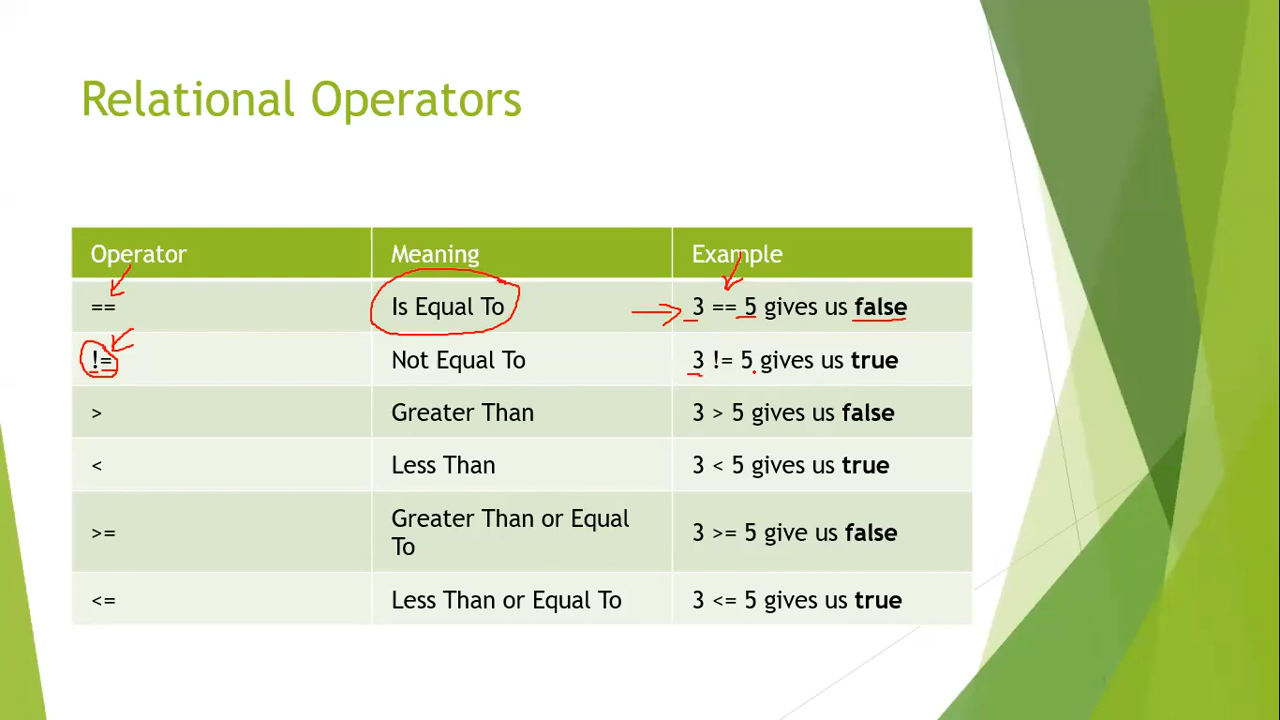 Relational Operators
Operator Meaning Example
== Is Equal To 3 == 5 gives us false
!= Not Equal To 3 != 5 gives us true
> Greater Than 3 > 5 gives us false
< Less Than 3 < 5 gives us true
>= Greater Than or Equal To 3 >= 5 give us false
<= Less Than or Equal To 3 <= 5 gives us true